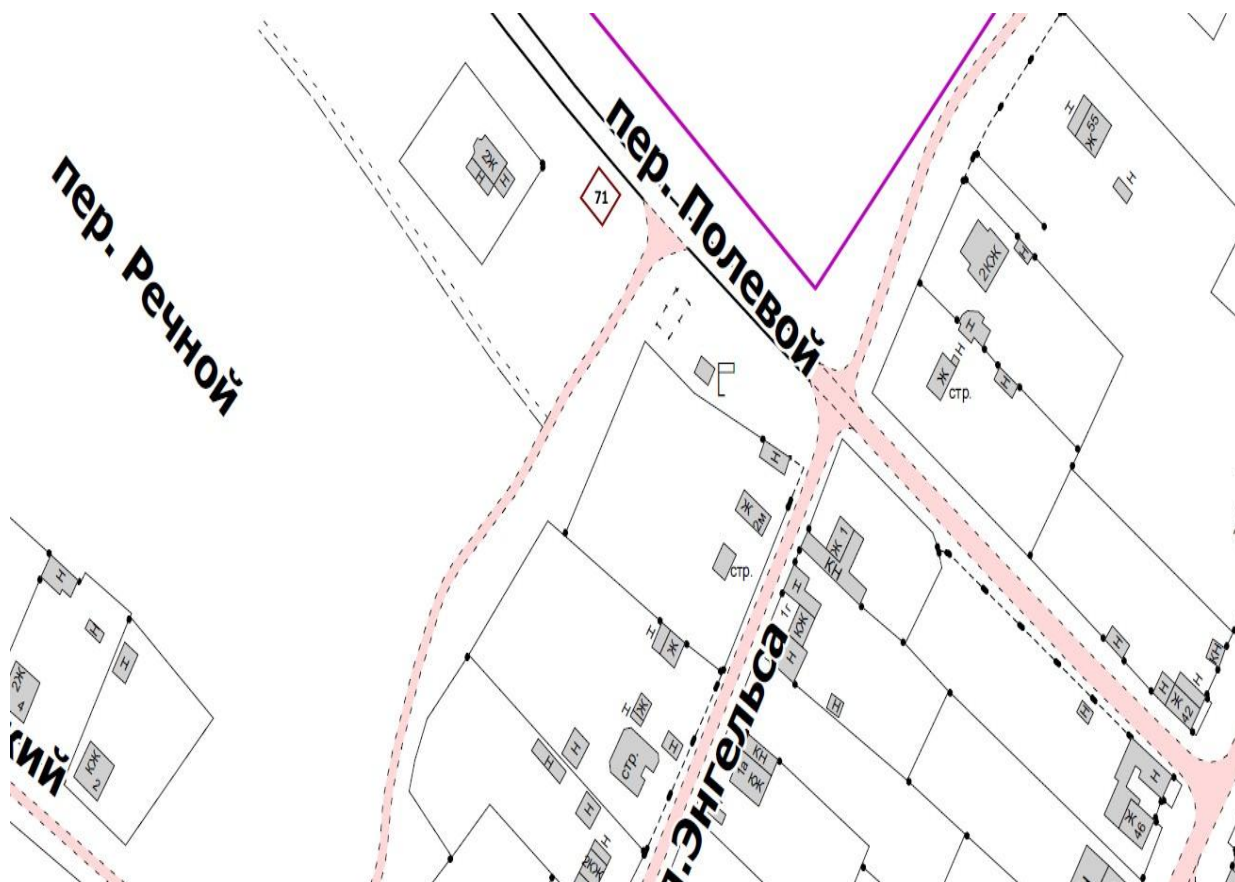 пер. Полевой
пер. Речной
71
2Ж
Н
Н
Н
Ж 55
Н
2КЖ
Н
Н
Н
Ж
стр.
Н
Н
Ж
2м
стр.
Ж 1
КН
Н
1г
КЖ
Н
Н
Н
Ж
Н
Ж
Н
стр.
Н
Н
Н
Н
2КЖ
КН
1а
КЖ
л.Энгельса
Н
Н
Н
2Ж
4
КЖ
2
кий
Н
КН
Н
Н
Ж
42
Н
Н
Ж
46